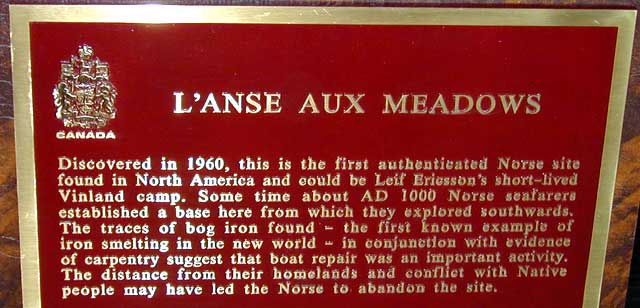 L'ANSE AUX MEADOWS
CANADA
Discovered in 1960, this is the first authenticated Norse site
found in North America and could be Leif Ericsson's short-lived
Vinland camp. Some time about AD 1000 Norse seafarers
established a base here from which they explored southwards.
The traces of bog iron found - the first known example of
iron smelting in the new world - in conjunction with evidence
of carpentry suggest that boat repair was an important activity.
The distance from their homelands and conflict with Native
people may have led the Norse to abandon the site.